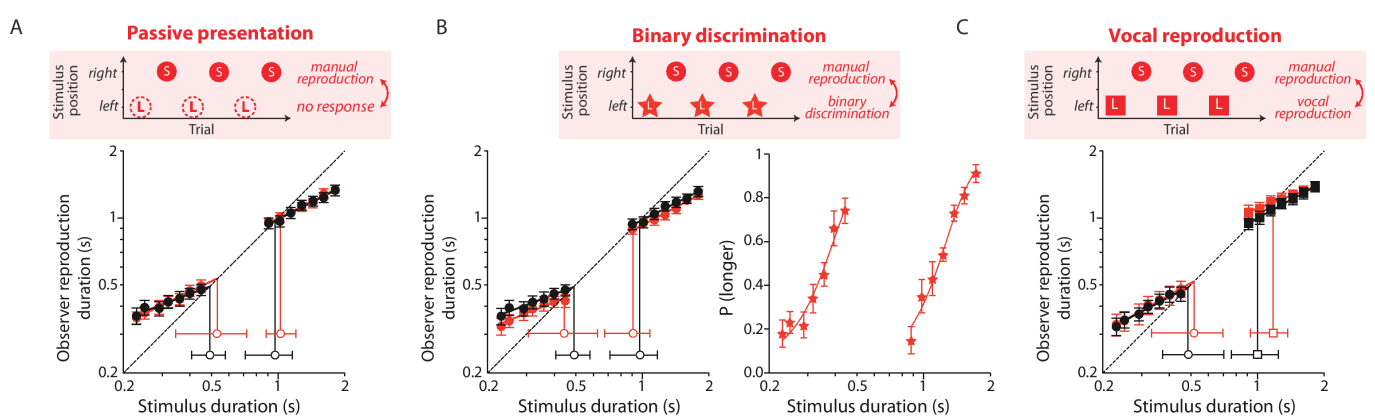 A
Passive presentation
Stimulus
position
right
left
S S S
L L L
manual
reproduction
no response
Trial
Observer reproduction
duration (s)
2
1
0.5
0.2
0.2 0.5 1 2
Stimulus duration (s)
B
Binary discrimination
Stimulus
position
right
left
S S S
L L L
manual
reproduction
binary
discrimination
Trial
Observer reproduction
duration (s)
2
1
0.5
0.2
0.2 0.5 1 2
Stimulus duration (s)
P (longer)
1
0.8
0.6
0.4
0.2
0.0
0.2 0.5 1 2
Stimulus duration (s)
C
Vocal reproduction
Stimulus
position
right
left
S S S
L L L
manual
reproduction
vocal
reproduction
Trial
Observer reproduction
duration (s)
2
1
0.5
0.2
0.2 0.5 1 2
Stimulus duration (s)